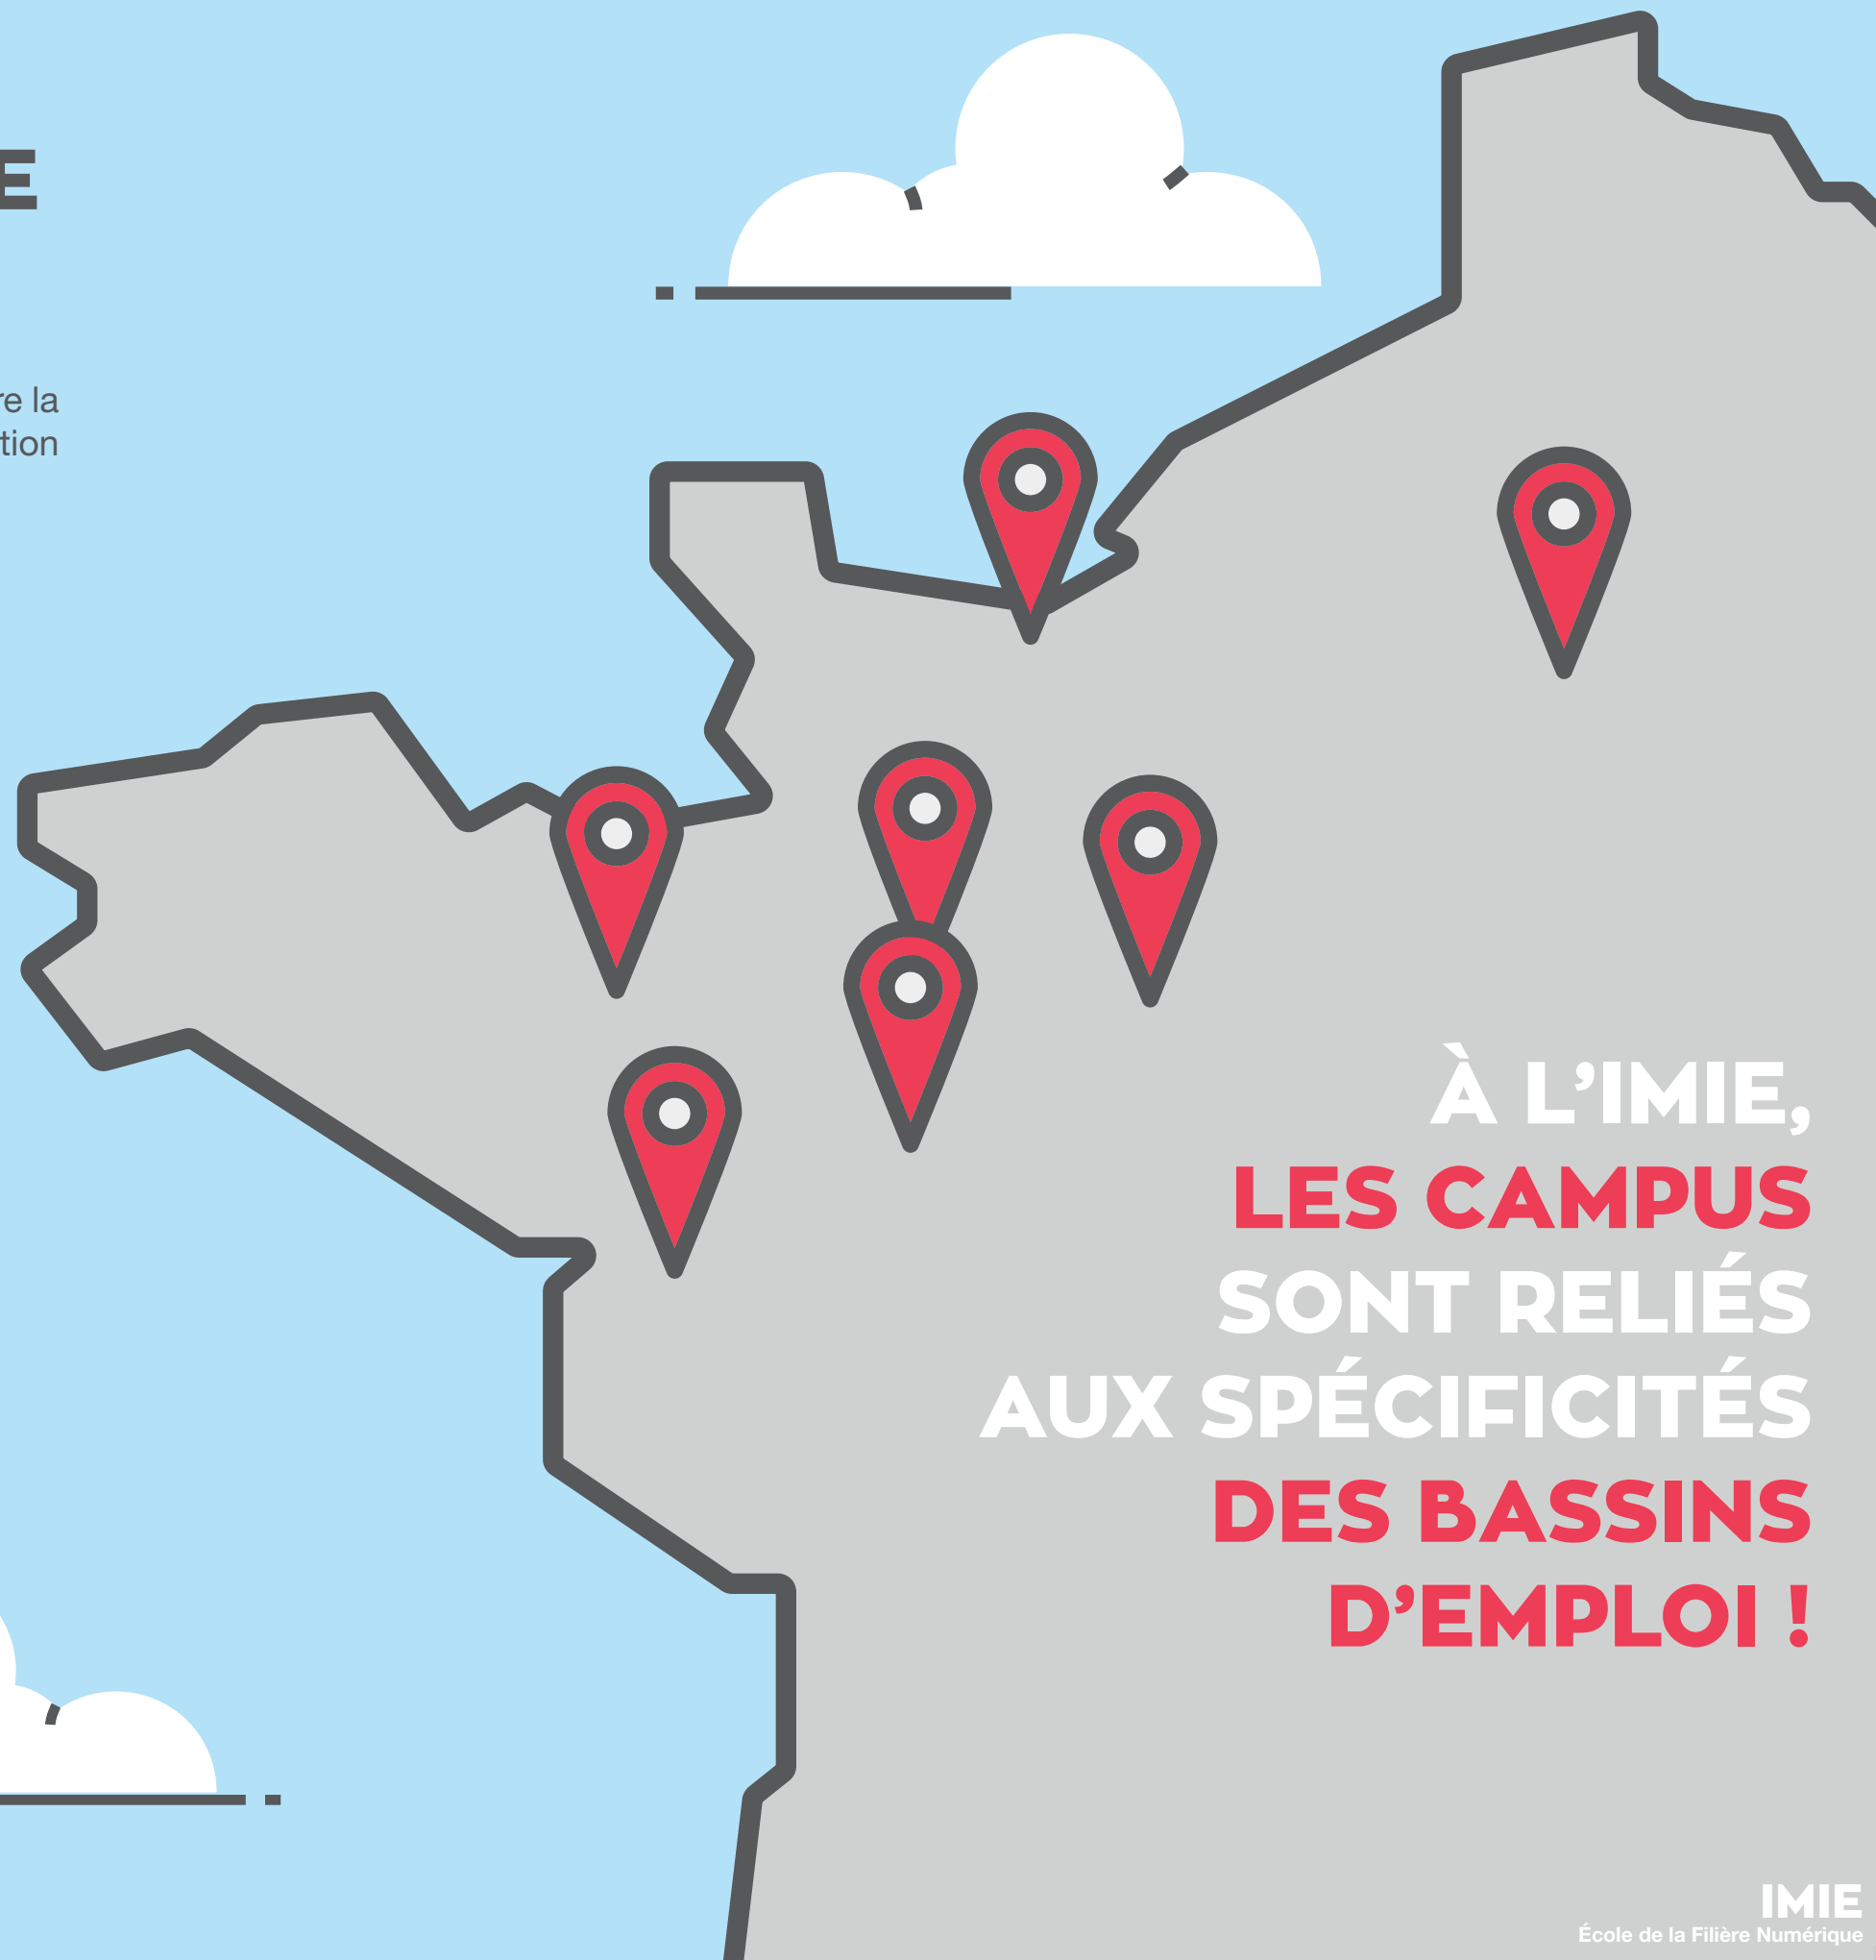 E
re la
tion
À L’IMIE,
LES CAMPUS
SONT RELIÉS
AUX SPÉCIFICITÉS
DES BASSINS
D’EMPLOI !
IMIE
École de la Filière Numérique